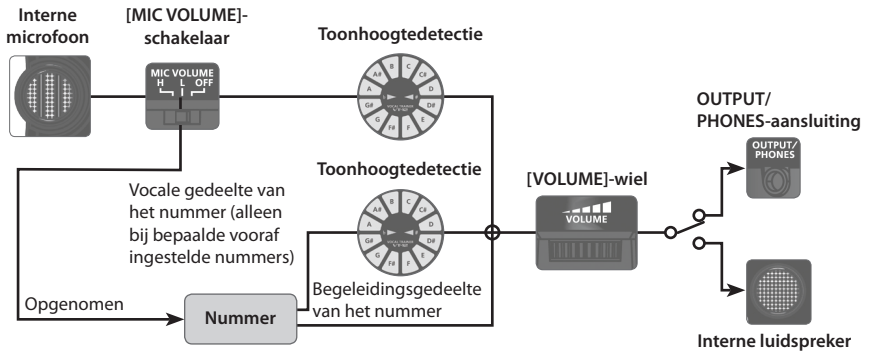 Interne
microfoon
[MIC VOLUME]-
schakelaar
Toonhoogtedetectie
MIC VOLUME
H L OFF
A# B C C# D D# E F F# G G# A
OUTPUT/
PHONES-aansluiting
OUTPUT/
PHONES
Toonhoogtedetectie
Vocale gedeelte van
het nummer (alleen
bij bepaalde vooraf
ingestelde nummers)
A# B C C# D D# E F F# G G# A
[VOLUME]-wiel
VOLUME
Opgenomen
Nummer
Begeleidingsgedeelte
van het nummer
Interne luidspreker